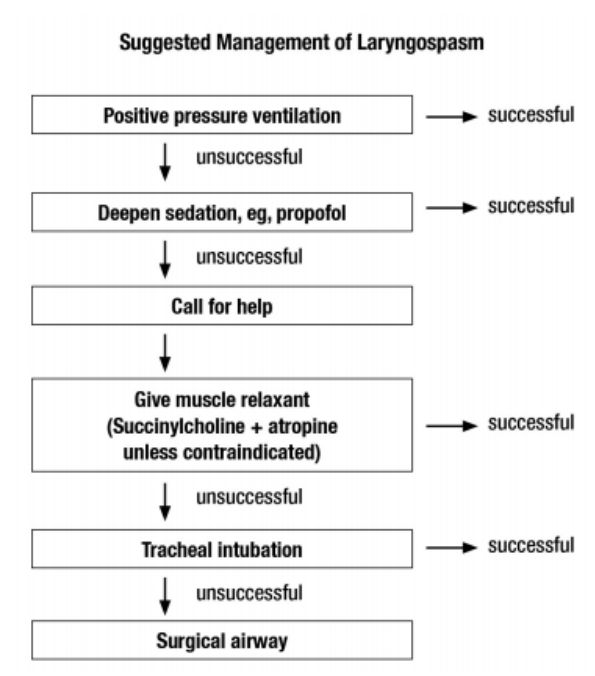 Suggested Management of Laryngospasm
Positive pressure ventilation
successful
unsuccessful
Deepen sedation, eg, propofol
successful
unsuccessful
Call for help
Give muscle relaxant
(Succinylcholine + atropine
unless contraindicated)
successful
unsuccessful
Tracheal intubation
successful
unsuccessful
Surgical airway